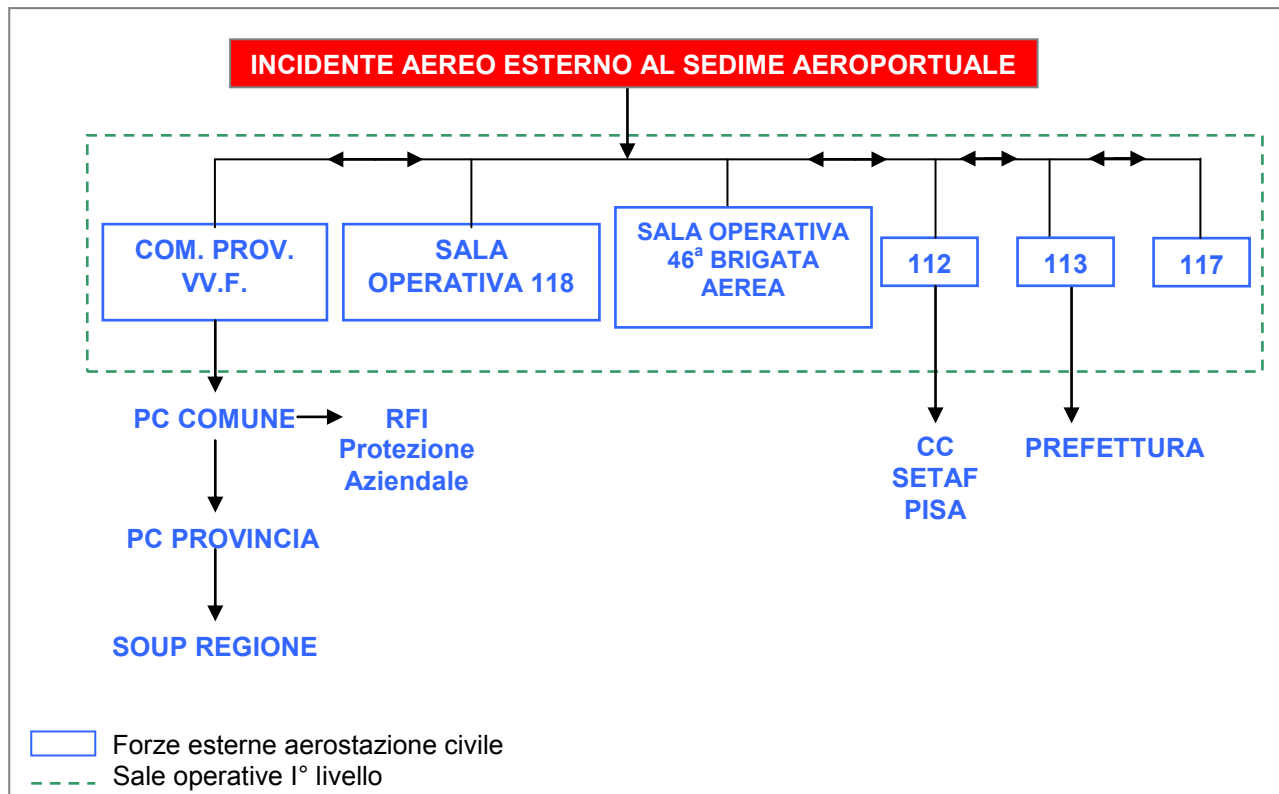 INCIDENTE AEREO ESTERNO AL SEDIME AEROPORTUALE
COM. PROV.
VV.F.
SALA
OPERATIVA 118
SALA OPERATIVA
46ª BRIGATA
AEREA
112
113
117
PC COMUNE
RFI
Protezione
Aziendale
CC
SETAF
PISA
PREFETTURA
PC PROVINCIA
SOUP REGIONE
Forze esterne aerostazione civile
Sale operative I° livello